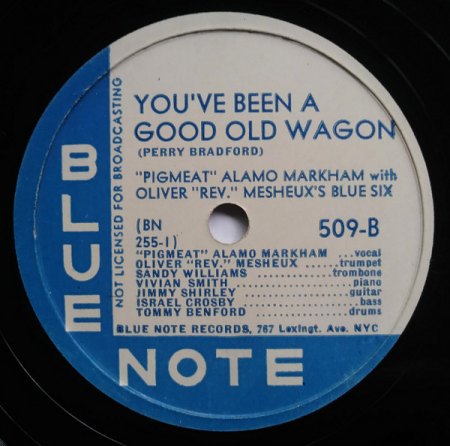 YOU'VE BEEN A
GOOD OLD WAGON
(PERRY BRADFORD)
"PIGMEAT" ALAMO MARKHAM with
OLIVER "REV." MESHEUX'S BLUE SIX
(BN
255-1)
509-B
"PIGMEAT" ALAMO MARKHAM ...vocal
OLIVER "REV." MESHEUX .....trumpet
SANDY WILLIAMS ........trombone
VIVIAN SMITH ............piano
JIMMY SHIRLEY ............guitar
ISRAEL CROSBY ............bass
TOMMY BENFORD ............drums
BLUE NOTE RECORDS, 767 Lexingt. Ave. NYC
NOT LICENSED FOR BROADCASTING
BLUE
NOTE